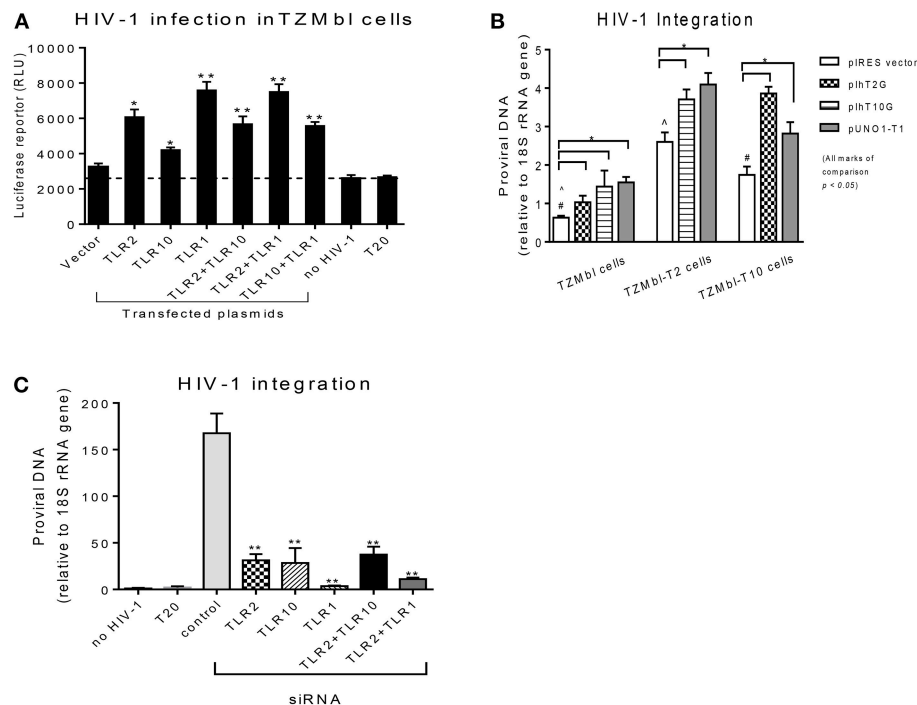 A
HIV-1 infection in TZMbl cells
Luciferase reportor (RLU)
10000
8000
6000
4000
2000
0
*
*
**
**
**
**
Vector
TLR2
TLR10
TLR1
TLR2+TLR10
TLR2+TLR1
TLR10+TLR1
no HIV-1
T20
Transfected plasmids
B
HIV-1 Integration
Proviral DNA
(relative to 18S rRNA gene)
5
4
3
2
1
0
^
#
*
^
*
#
*
TZMbl cells
TZMbl-T2 cells
TZMbl-T10 cells
pIRES vector
pIhT2G
pIhT10G
pUNO1-T1
(All marks of
comparison
p < 0.05)
C
HIV-1 integration
Proviral DNA
(relative to 18S rRNA gene)
200
150
100
50
0
**
**
**
**
**
no HIV-1
T20
control
TLR2
TLR10
TLR1
TLR2+TLR10
TLR2+TLR1
siRNA